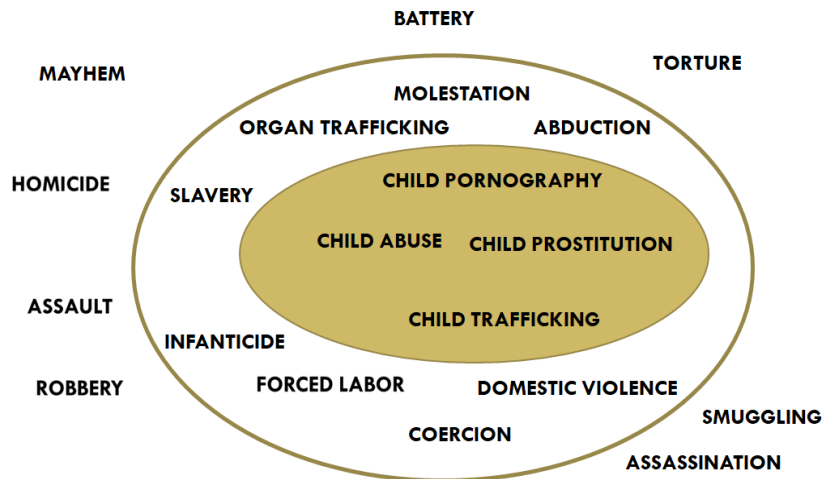 BATTERY
TORTURE
MAYHEM
MOLESTATION
ORGAN TRAFFICKING
ABDUCTION
HOMICIDE
SLAVERY
CHILD PORNOGRAPHY
CHILD ABUSE
CHILD PROSTITUTION
ASSAULT
CHILD TRAFFICKING
INFANTICIDE
ROBBERY
FORCED LABOR
DOMESTIC VIOLENCE
SMUGGLING
COERCION
ASSASSINATION